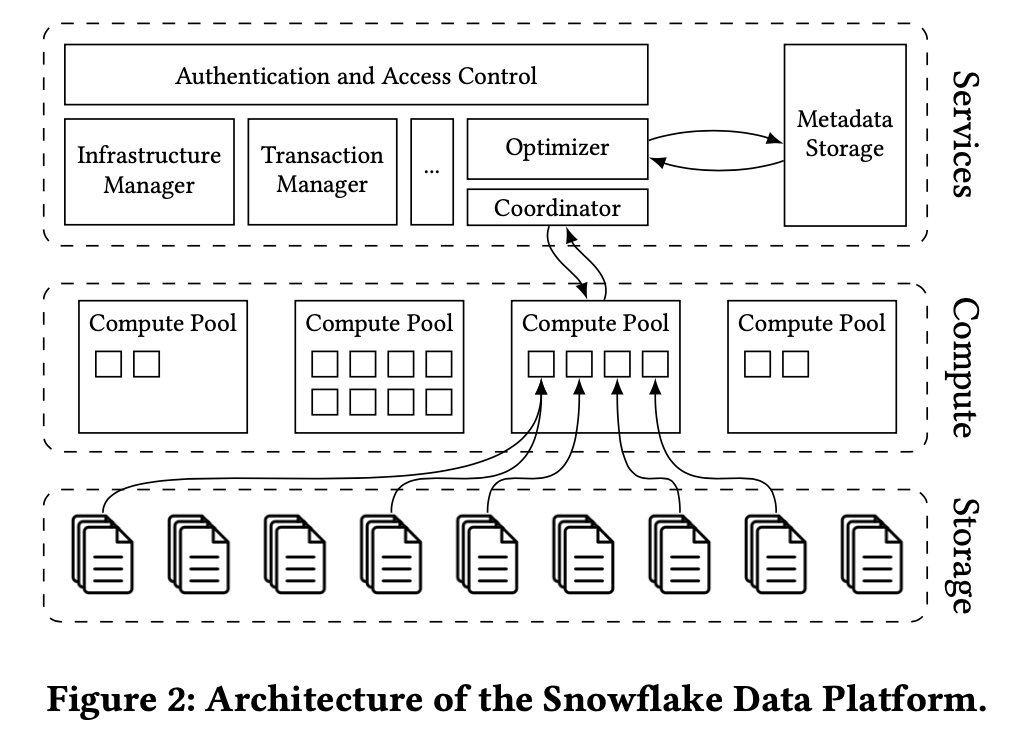 Authentication and Access Control
Infrastructure
Manager
Transaction
Manager
...
Optimizer
Coordinator
Metadata
Storage
Services
Compute Pool
Compute Pool
Compute Pool
Compute Pool
Compute
Storage
Figure 2: Architecture of the Snowflake Data Platform.